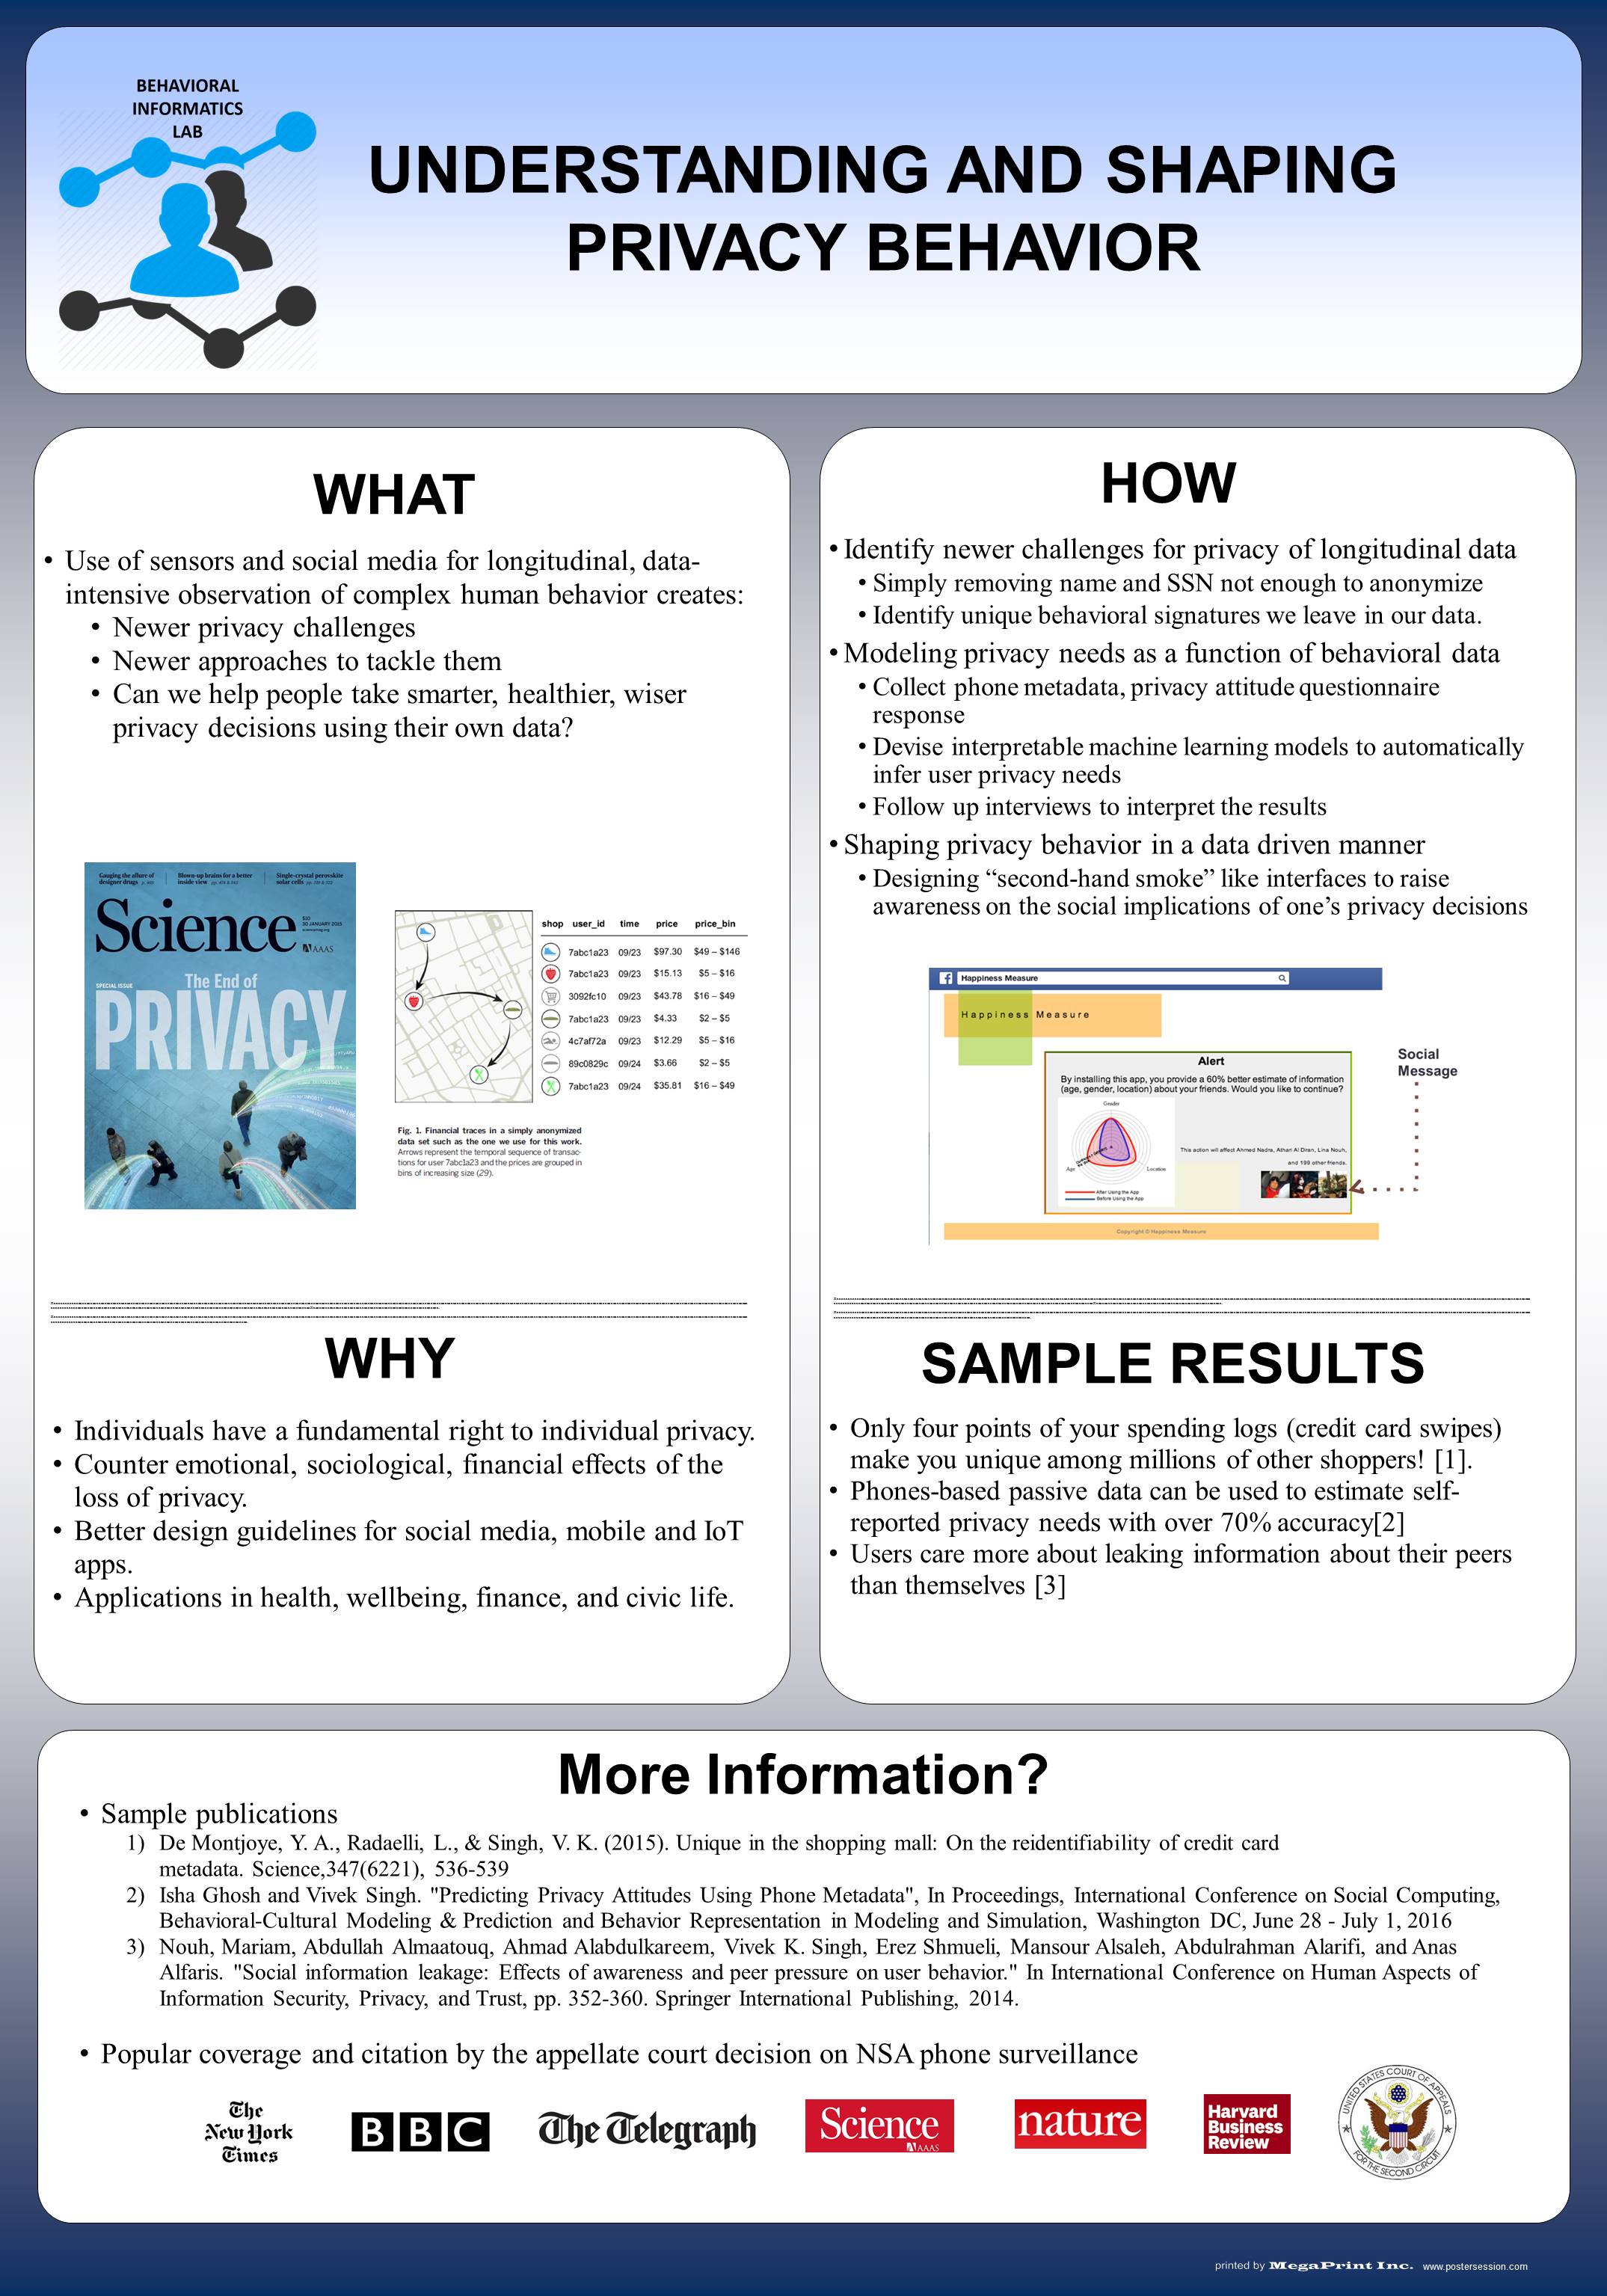 BEHAVIORAL
INFORMATICS
LAB
UNDERSTANDING AND SHAPING
PRIVACY BEHAVIOR
WHAT
• Use of sensors and social media for longitudinal, data-
intensive observation of complex human behavior creates:
• Newer privacy challenges
• Newer approaches to tackle them
• Can we help people take smarter, healthier, wiser
privacy decisions using their own data?
Gauging the allure of
designer drugs
Blown-up brains for a better
inside view
Single-crystal perovskite
solar cells
Science
$10
30 JANUARY 2015
sciencemag.org
AAAS
SPECIAL ISSUE
The End of
PRIVACY
shop user_id time price price_bin
7abc1a23 09/23 $97.30 $49 – $146
7abc1a23 09/23 $15.13 $5 – $16
3092fc10 09/23 $43.78 $16 – $49
7abc1a23 09/23 $4.33 $2 – $5
4c7af72a 09/23 $12.29 $5 – $16
89c0829c 09/24 $3.66 $2 – $5
7abc1a23 09/24 $35.81 $16 – $49
Fig. 1. Financial traces in a simply anonymized
data set such as the one we use for this work.
Arrows represent the temporal sequence of transac-
tions for user 7abc1a23 and the prices are grouped in
bins of increasing size (29).
WHY
• Individuals have a fundamental right to individual privacy.
• Counter emotional, sociological, financial effects of the
loss of privacy.
• Better design guidelines for social media, mobile and IoT
apps.
• Applications in health, wellbeing, finance, and civic life.
HOW
• Identify newer challenges for privacy of longitudinal data
• Simply removing name and SSN not enough to anonymize
• Identify unique behavioral signatures we leave in our data.
• Modeling privacy needs as a function of behavioral data
• Collect phone metadata, privacy attitude questionnaire
response
• Devise interpretable machine learning models to automatically
infer user privacy needs
• Follow up interviews to interpret the results
• Shaping privacy behavior in a data driven manner
• Designing “second-hand smoke” like interfaces to raise
awareness on the social implications of one’s privacy decisions
f Happiness Measure
Happiness Measure
Alert
By installing this app, you provide a 60% better estimate of information
(age, gender, location) about your friends. Would you like to continue?
Gender
Age
Location
After Using the App
Before Using the App
This action will affect Ahmed Nadra, Athari Al Diran, Lina Nouh,
and 199 other friends.
Copyright © Happiness Measure
Social
Message
SAMPLE RESULTS
• Only four points of your spending logs (credit card swipes)
make you unique among millions of other shoppers! [1].
• Phones-based passive data can be used to estimate self-
reported privacy needs with over 70% accuracy[2]
• Users care more about leaking information about their peers
than themselves [3]
More Information?
• Sample publications
1) De Montjoye, Y. A., Radaelli, L., & Singh, V. K. (2015). Unique in the shopping mall: On the reidentifiability of credit card
metadata. Science,347(6221), 536-539
2) Isha Ghosh and Vivek Singh. "Predicting Privacy Attitudes Using Phone Metadata", In Proceedings, International Conference on Social Computing,
Behavioral-Cultural Modeling & Prediction and Behavior Representation in Modeling and Simulation, Washington DC, June 28 - July 1, 2016
3) Nouh, Mariam, Abdullah Almaatouq, Ahmad Alabdulkareem, Vivek K. Singh, Erez Shmueli, Mansour Alsaleh, Abdulrahman Alarifi, and Anas
Alfaris. "Social information leakage: Effects of awareness and peer pressure on user behavior." In International Conference on Human Aspects of
Information Security, Privacy, and Trust, pp. 352-360. Springer International Publishing, 2014.
• Popular coverage and citation by the appellate court decision on NSA phone surveillance
The
New York
Times
BBC
The Telegraph
Science
AAAS
nature
Harvard
Business
Review
UNITED STATES COURT OF APPEALS
FOR THE SECOND CIRCUIT
printed by MegaPrint Inc. www.postersession.com